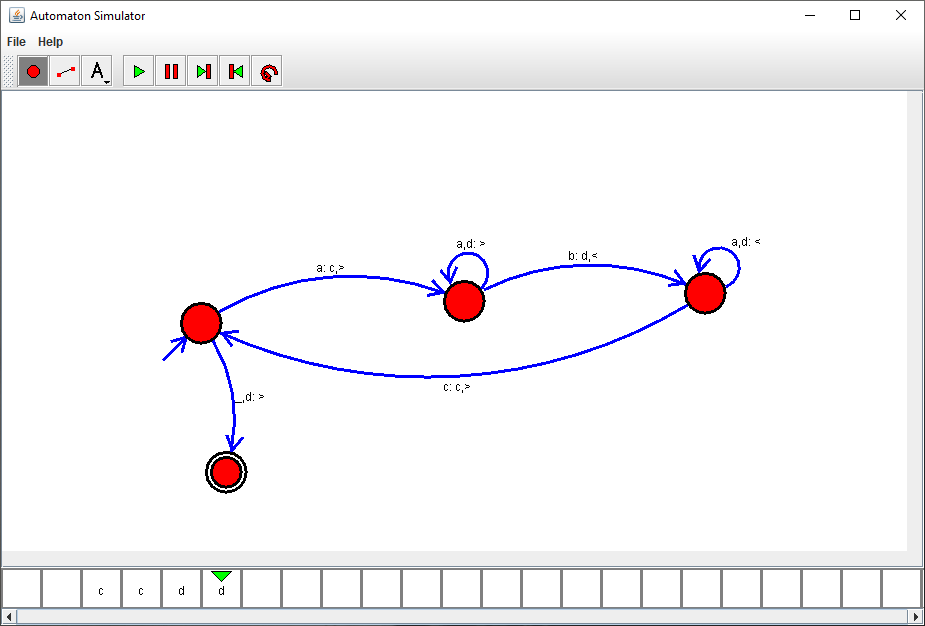 Automaton Simulator
File Help
A
a,d: >
a,d: <
b: d,<
a: c,>
c: c,>
_,d: >
c c d d